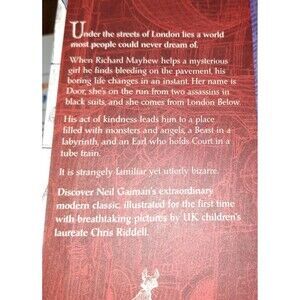 Under the streets of London lies a world
most people could never dream of.
When Richard Mayhew helps a mysterious
girl he finds bleeding on the pavement, his
boring life changes in an instant. Her name is
Door, she's on the run from two assassins in
black suits, and she comes from London Below.
His act of kindness leads him to a place
filled with monsters and angels, a Beast in a
labyrinth, and an Earl who holds Court in a
tube train.
It is strangely familiar yet utterly bizarre.
Discover Neil Gaiman's extraordinary
modern classic, illustrated for the first time
with breathtaking pictures by UK children's
laureate Chris Riddell.